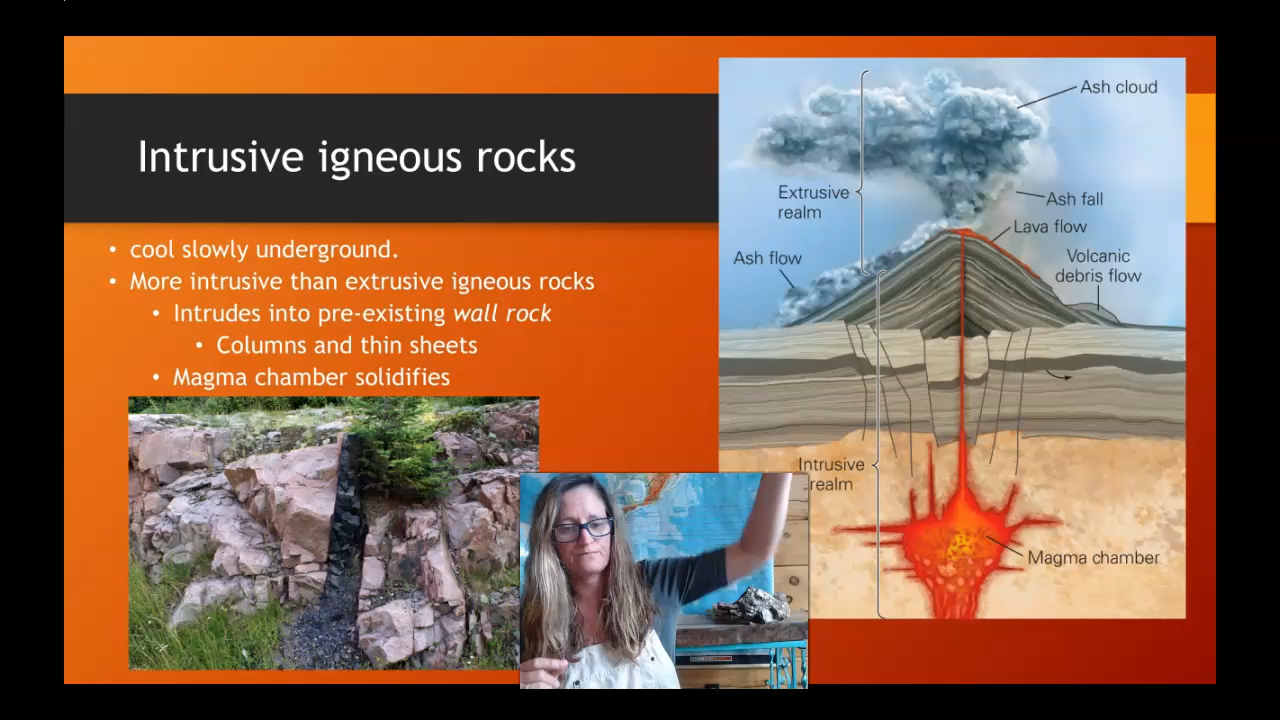 Intrusive igneous rocks
• cool slowly underground.
• More intrusive than extrusive igneous rocks
• Intrudes into pre-existing wall rock
• Columns and thin sheets
• Magma chamber solidifies
Ash cloud
Extrusive
realm
Ash fall
Lava flow
Ash flow
Volcanic
debris flow
Intrusive
realm
Magma chamber